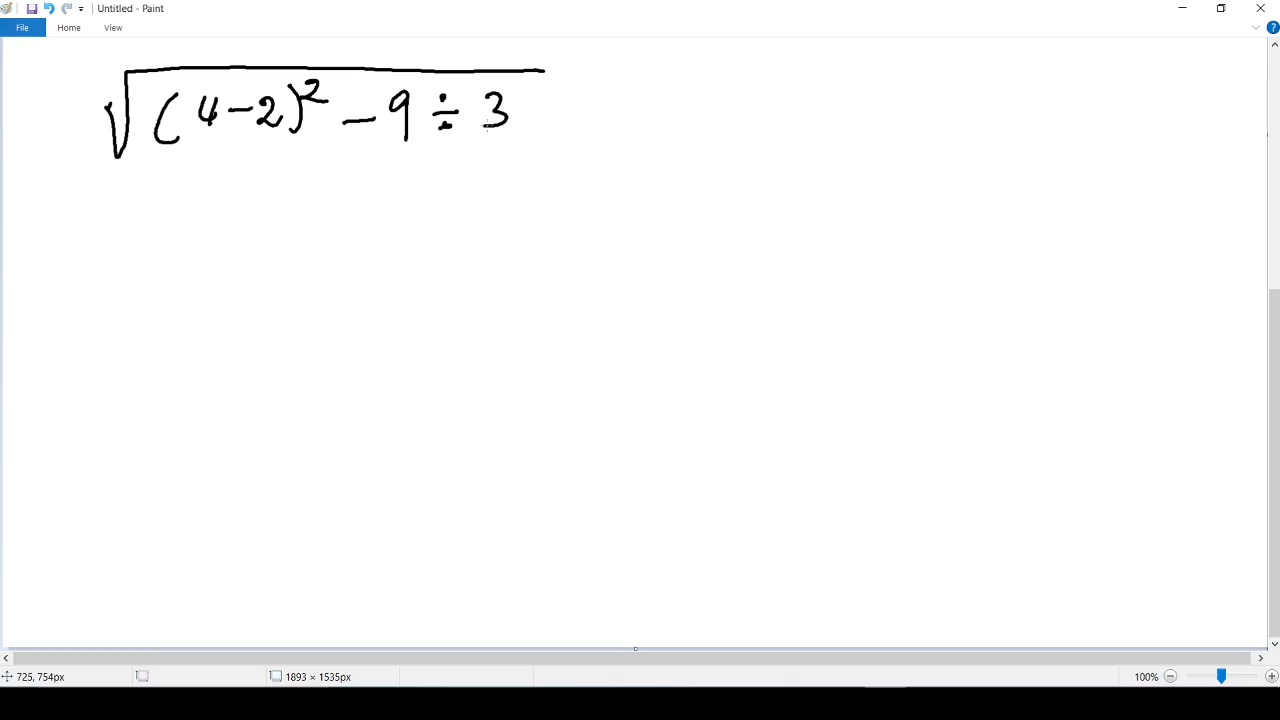 Untitled - Paint
File Home View
√(4-2)² - 9 ÷ 3
725, 754px 1893 × 1535px 100%